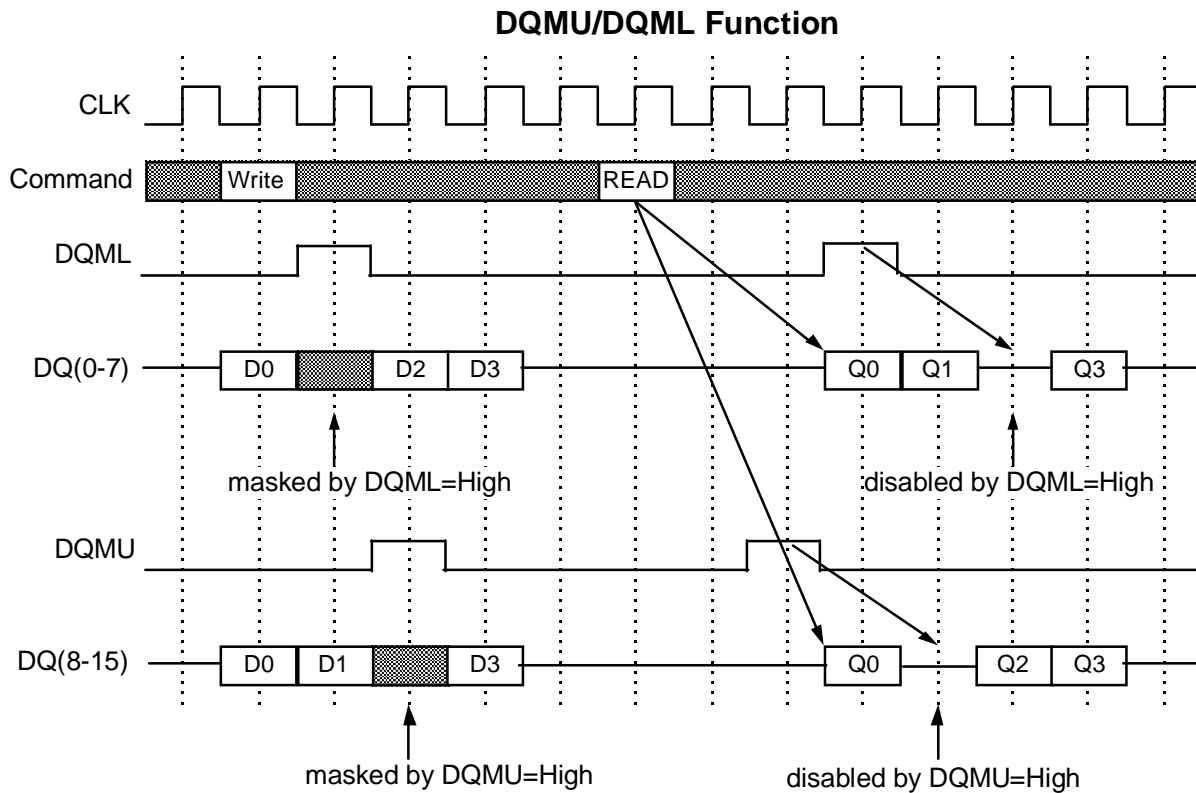 DQMU/DQML Function
CLK
Command Write READ
DQML
DQ(0-7) D0 D2 D3 Q0 Q1 Q3
masked by DQML=High disabled by DQML=High
DQMU
DQ(8-15) D0 D1 D3 Q0 Q2 Q3
masked by DQMU=High disabled by DQMU=High